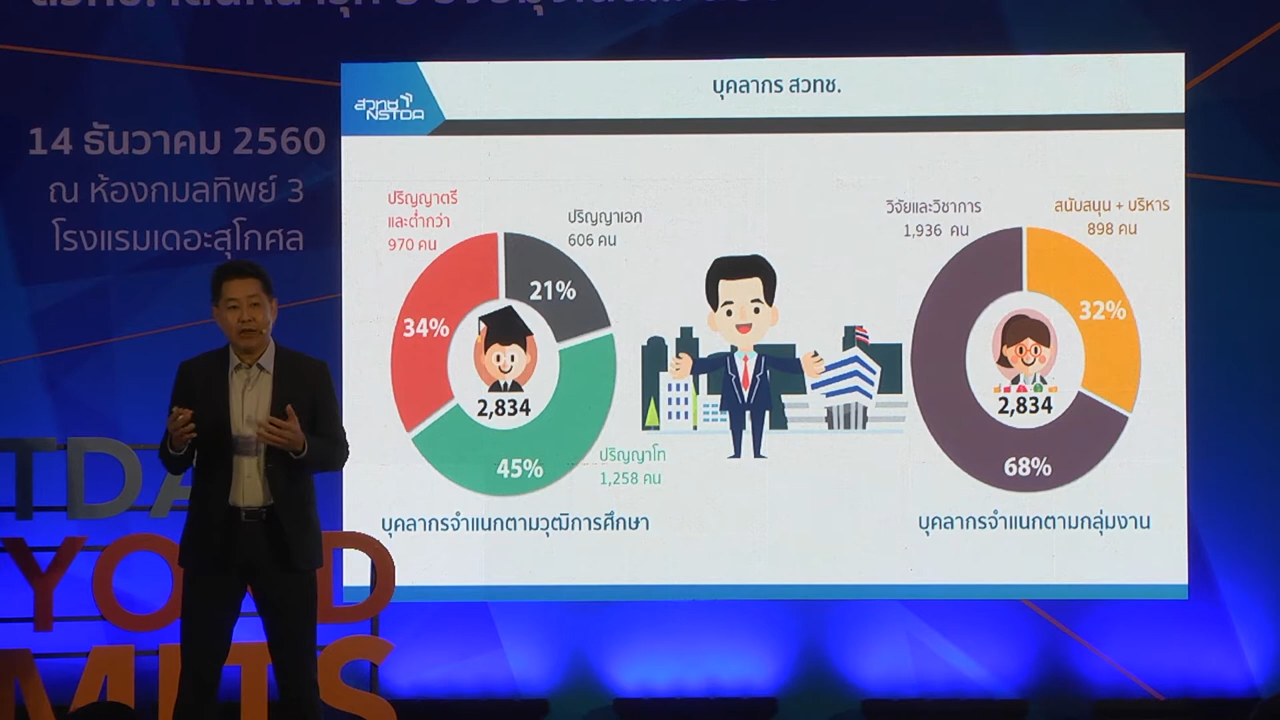 14 ธันวาคม 2560
ณ ห้องกมลทิพย์ 3
โรงแรมเดอะสุโกศล
สวทช
NSTDA
บุคลากร สวทช.
ปริญญาตรี
และต่ำกว่า
970 คน
ปริญญาเอก
606 คน
21%
34%
2,834
45%
ปริญญาโท
1,258 คน
บุคลากรจำแนกตามวุฒิการศึกษา
วิจัยและวิชาการ
1,936 คน
สนับสนุน + บริหาร
898 คน
32%
2,834
68%
บุคลากรจำแนกตามกลุ่มงาน
TDA
YOND
MITS